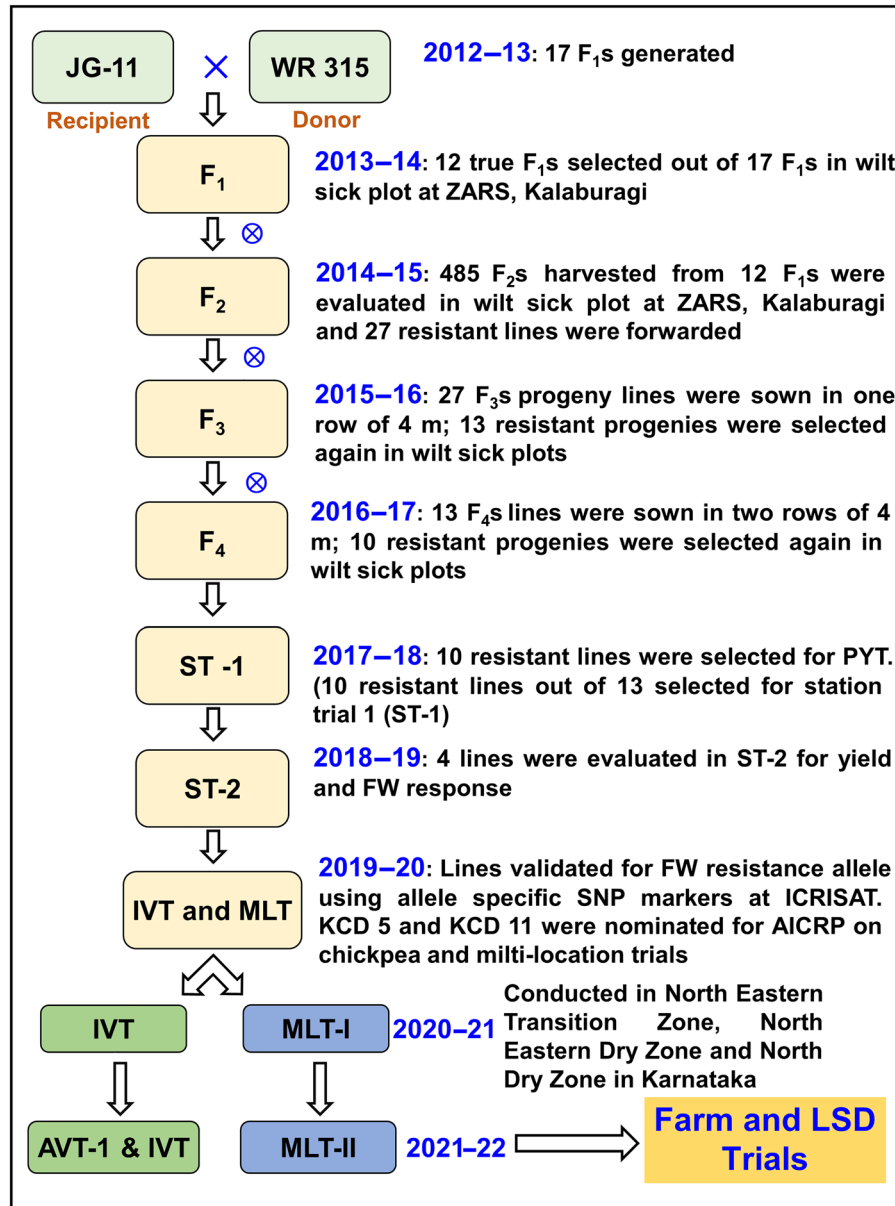 JG-11 × WR 315 2012–13: 17 F₁s generated
Recipient Donor
F₁
2013–14: 12 true F₁s selected out of 17 F₁s in wilt
sick plot at ZARS, Kalaburagi
⊗
F₂
2014–15: 485 F₂s harvested from 12 F₁s were
evaluated in wilt sick plot at ZARS, Kalaburagi
and 27 resistant lines were forwarded
⊗
F₃
2015–16: 27 F₃s progeny lines were sown in one
row of 4 m; 13 resistant progenies were selected
again in wilt sick plots
⊗
F₄
2016–17: 13 F₄s lines were sown in two rows of 4
m; 10 resistant progenies were selected again in
wilt sick plots
ST -1
2017–18: 10 resistant lines were selected for PYT.
(10 resistant lines out of 13 selected for station
trial 1 (ST-1)
ST-2
2018–19: 4 lines were evaluated in ST-2 for yield
and FW response
IVT and MLT
2019–20: Lines validated for FW resistance allele
using allele specific SNP markers at ICRISAT.
KCD 5 and KCD 11 were nominated for AICRP on
chickpea and milti-location trials
IVT
MLT-I
2020–21
Conducted in North Eastern
Transition Zone, North
Eastern Dry Zone and North
Dry Zone in Karnataka
AVT-1 & IVT
MLT-II
2021–22
Farm and LSD
Trials